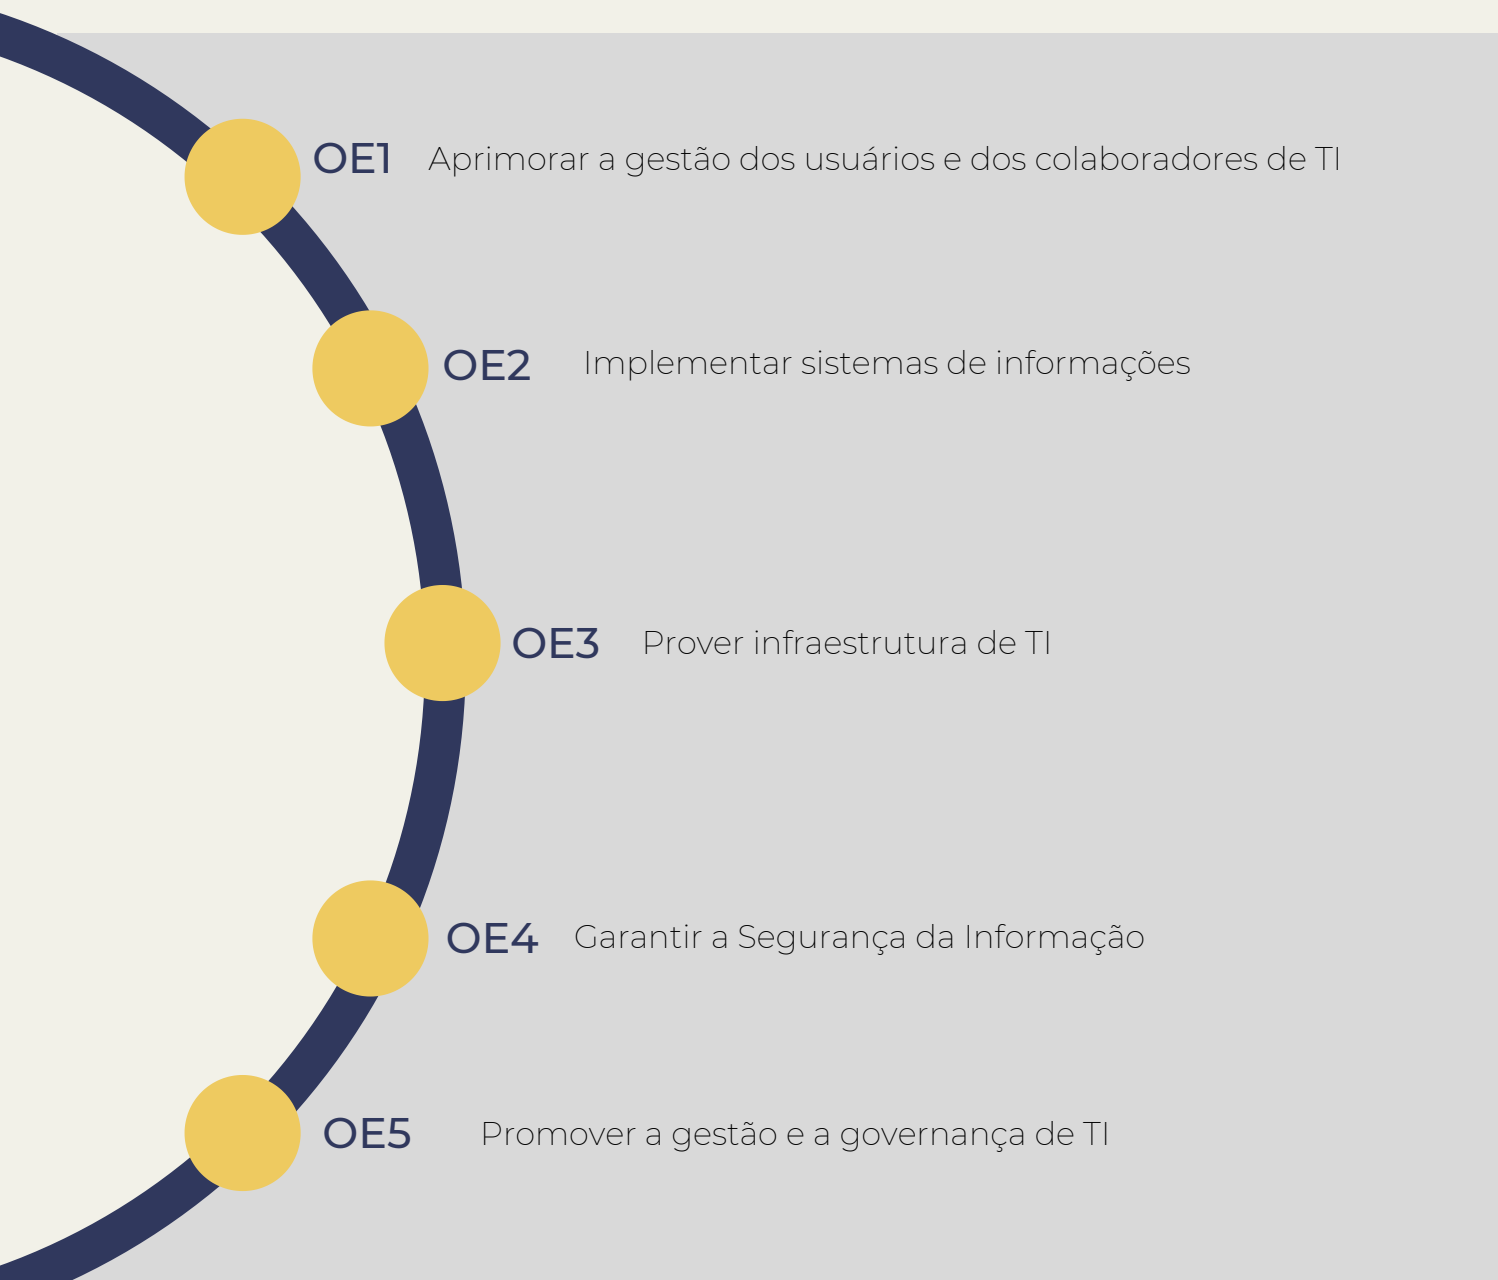 OE1 Aprimorar a gestão dos usuários e dos colaboradores de TI
OE2 Implementar sistemas de informações
OE3 Prover infraestrutura de TI
OE4 Garantir a Segurança da Informação
OE5 Promover a gestão e a governança de TI